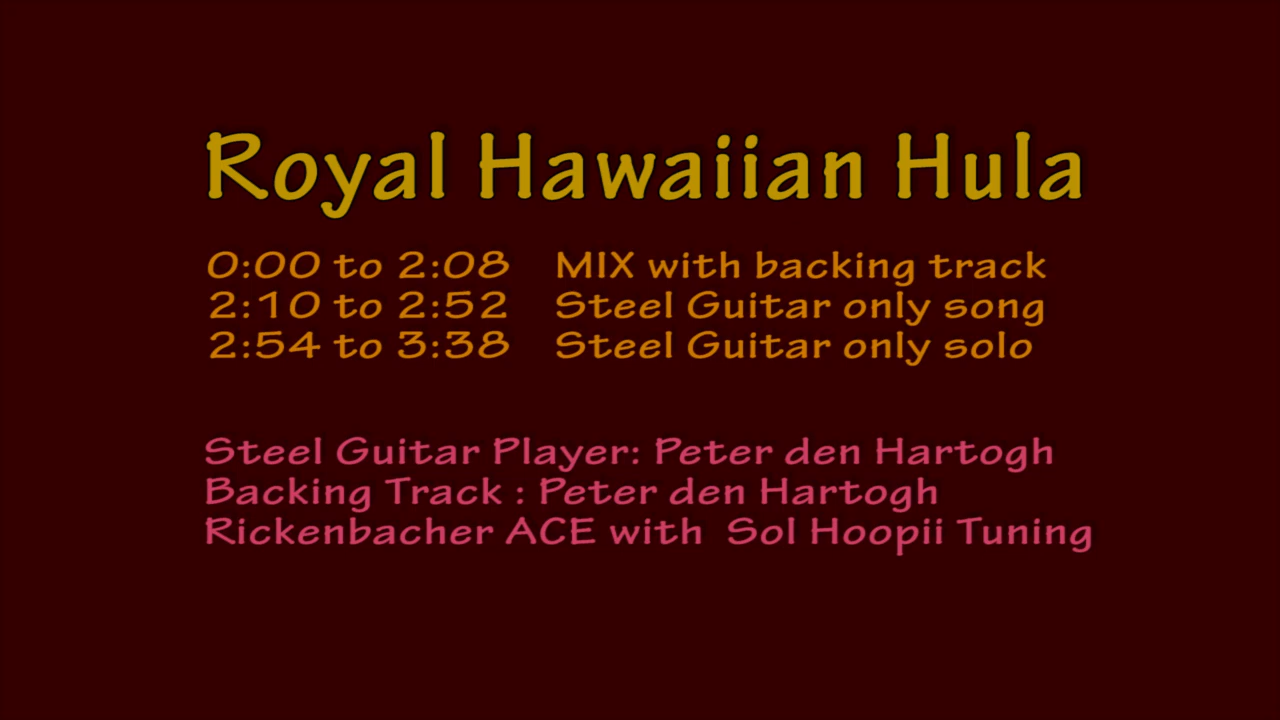 Royal Hawaiian Hula
0:00 to 2:08 MIX with backing track
2:10 to 2:52 Steel Guitar only song
2:54 to 3:38 Steel Guitar only solo
Steel Guitar Player: Peter den Hartogh
Backing Track : Peter den Hartogh
Rickenbacher ACE with Sol Hoopii Tuning